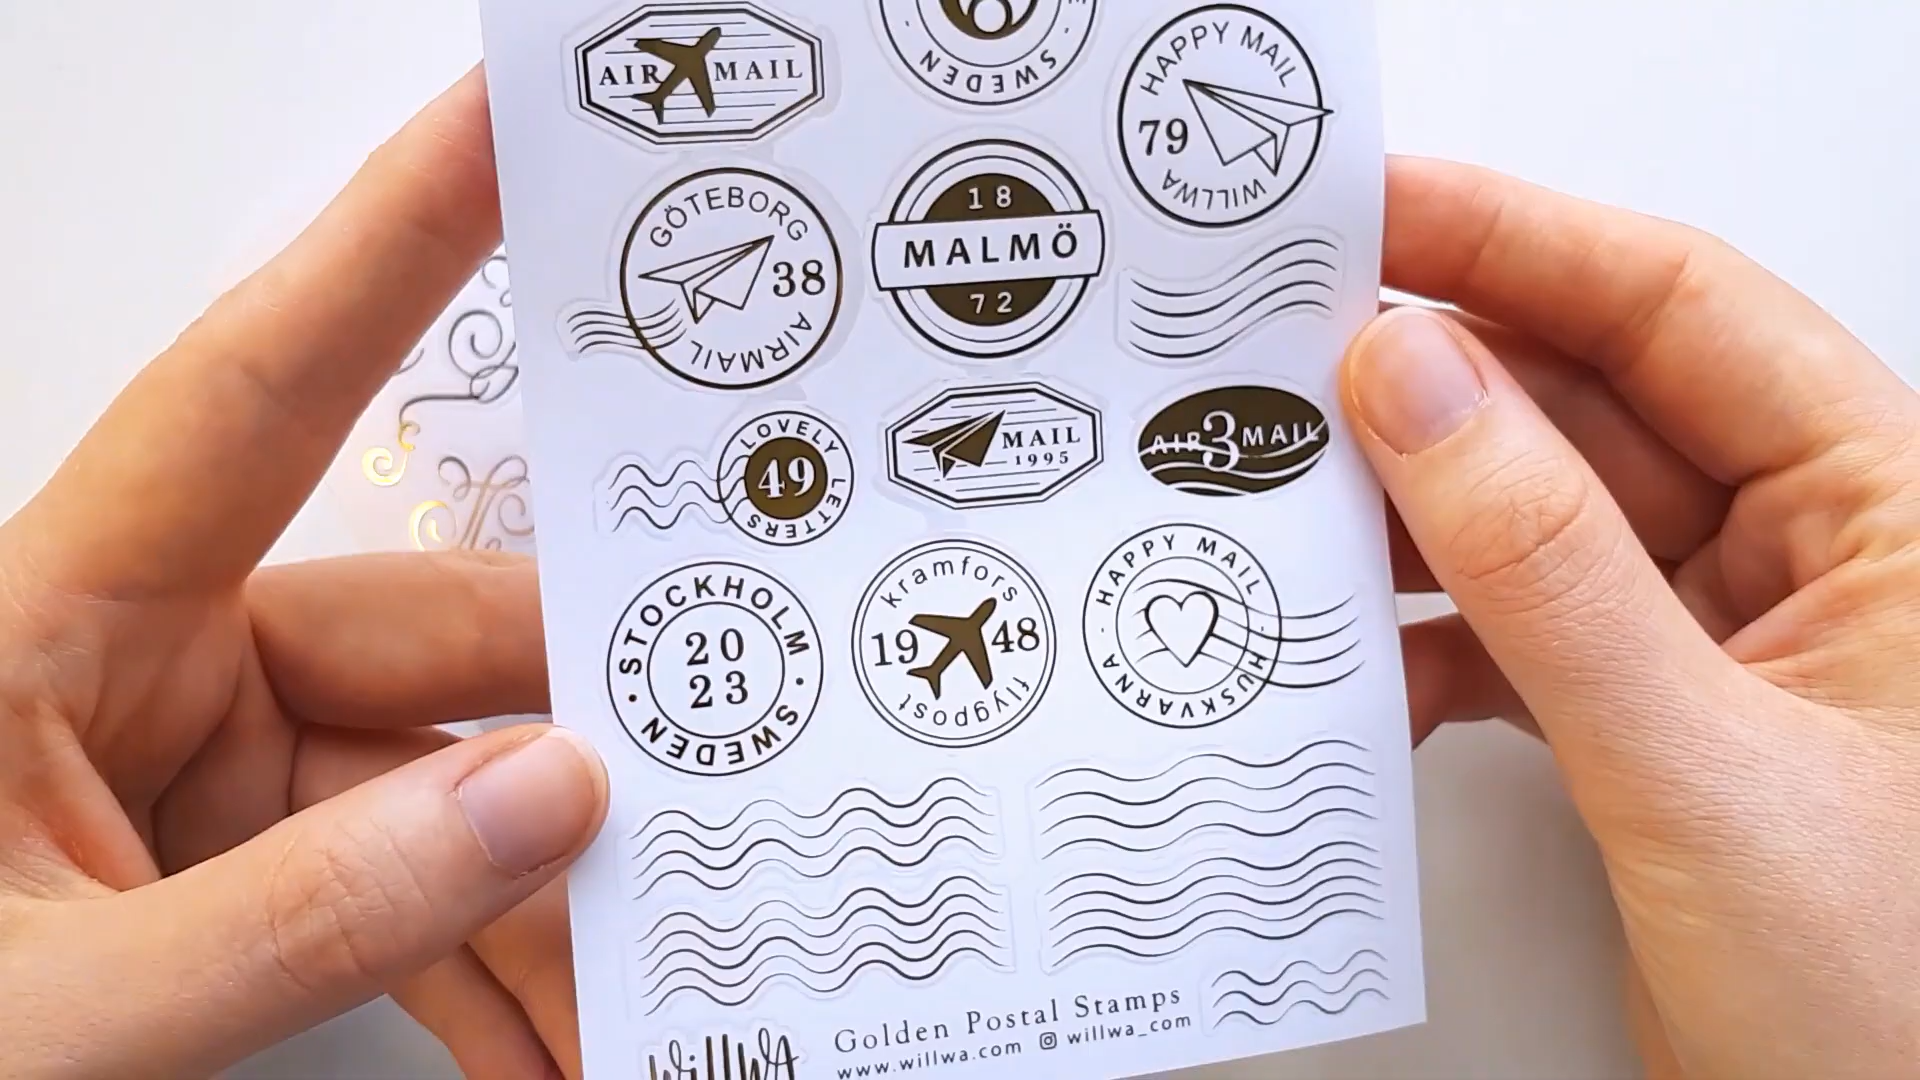 AIR MAIL
6
SWEDEN
HAPPY MAIL
79
WILLWA
GÖTEBORG
38
AIRMAIL
18
MALMÖ
72
LOVELY
49
LETTERS
MAIL
1995
AIR 3 MAIL
STOCKHOLM
20
23
SWEDEN
kramfors
19 48
flygpost
HAPPY MAIL
HUSKVARNA
willwa
Golden Postal Stamps
www.willwa.com willwa_com